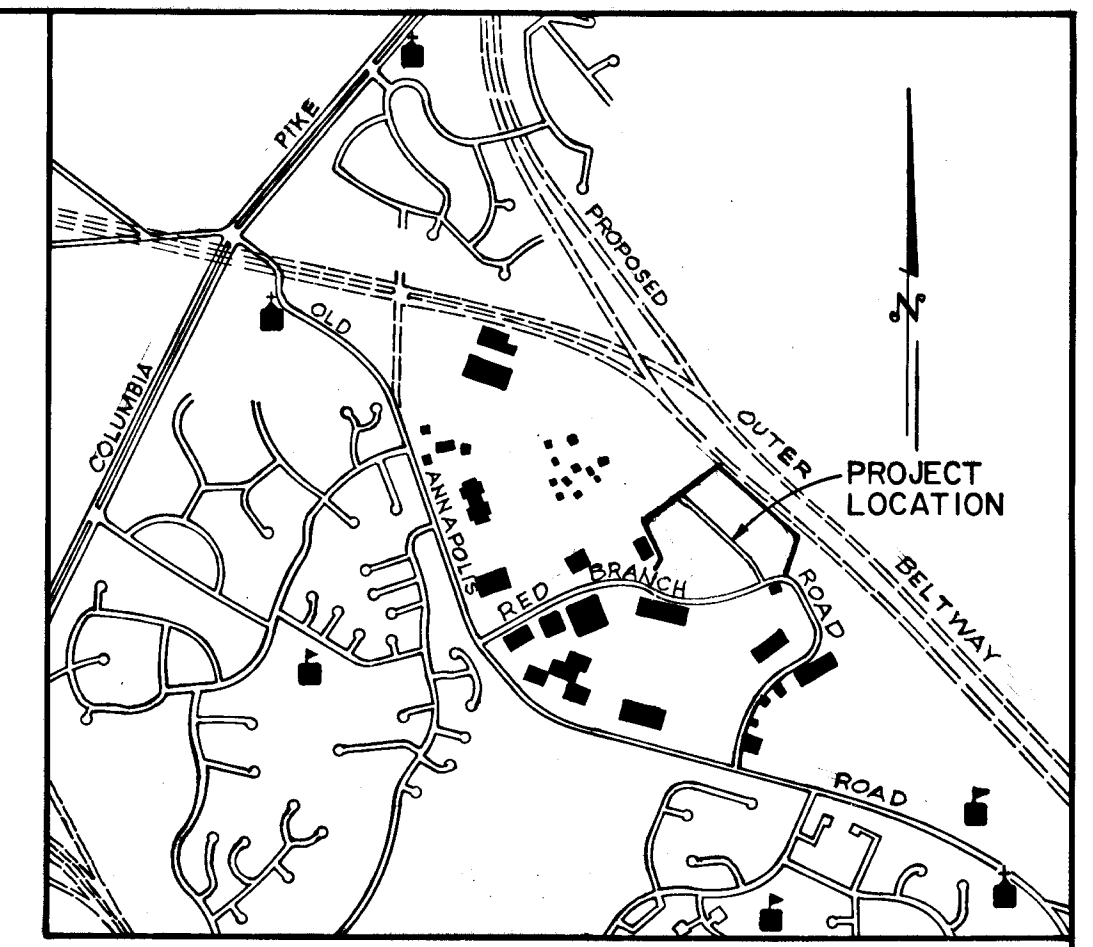 COLUMBIA PIKE
OLD ANNAPOLIS ROAD
PROPOSED OUTER BELTWAY
N
PROJECT
LOCATION
RED BRANCH ROAD